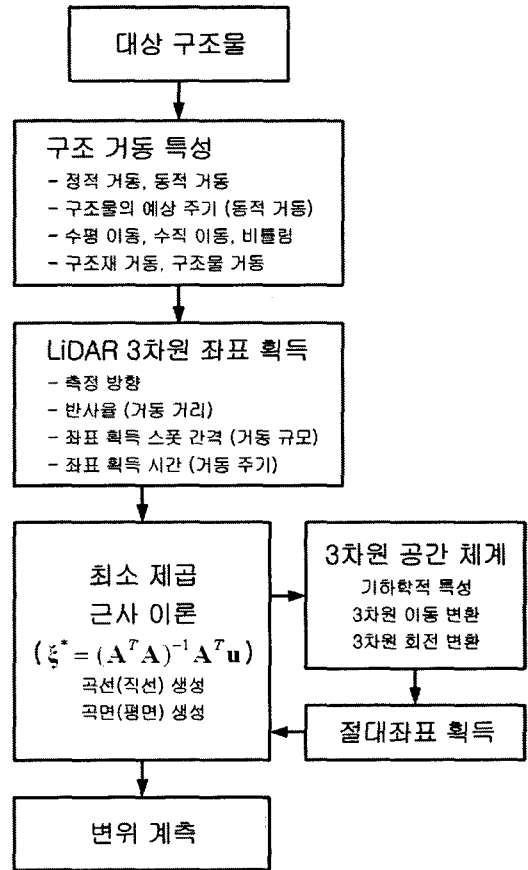 대상 구조물
구조 거동 특성
- 정적 거동, 동적 거동
- 구조물의 예상 주기 (동적 거동)
- 수평 이동, 수직 이동, 비틀림
- 구조재 거동, 구조물 거동
LiDAR 3차원 좌표 획득
- 측정 방향
- 반사율 (거동 거리)
- 좌표 획득 스폿 간격 (거동 규모)
- 좌표 획득 시간 (거동 주기)
최소 제곱
근사 이론
( ξ* = (A^T A)^{-1} A^T u )
곡선(직선) 생성
곡면(평면) 생성
3차원 공간 체계
기하학적 특성
3차원 이동 변환
3차원 회전 변환
절대좌표 획득
변위 계측